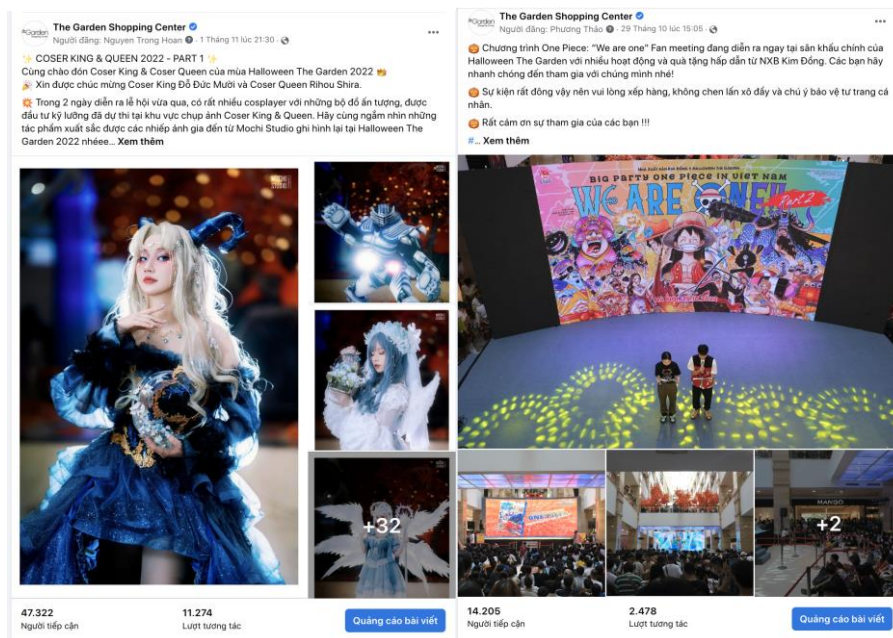 The Garden Shopping Center
Người đăng: Nguyen Trong Hoan · 1 Tháng 11 lúc 21:30 ·
✨ COSER KING & QUEEN 2022 - PART 1 ✨
Cùng chào đón Coser King & Coser Queen của mùa Halloween The Garden 2022
Xin được chúc mừng Coser King Đỗ Đức Mười và Coser Queen Rihou Shira.
💥 Trong 2 ngày diễn ra lễ hội vừa qua, có rất nhiều cosplayer với những bộ đồ ấn tượng, được
đầu tư kỹ lưỡng đã dự thi tại khu vực chụp ảnh Coser King & Queen. Hãy cùng ngắm nhìn những
tác phẩm xuất sắc được các nhiếp ảnh gia đến từ Mochi Studio ghi hình lại tại Halloween The
Garden 2022 nhéee... Xem thêm
MOCHI
STUDIO
+32
47.322
Người tiếp cận
11.274
Lượt tương tác
Quảng cáo bài viết
The Garden Shopping Center
Người đăng: Phương Thảo · 29 Tháng 10 lúc 15:05 ·
🎃 Chương trình One Piece: "We are one" Fan meeting đang diễn ra ngay tại sân khấu chính của
Halloween The Garden với nhiều hoạt động và quà tặng hấp dẫn từ NXB Kim Đồng. Các bạn hãy
nhanh chóng đến tham gia với chúng mình nhé!
🎃 Sự kiện rất đông vậy nên vui lòng xếp hàng, không chen lấn xô đẩy và chú ý bảo vệ tư trang cá
nhân.
🎃 Rất cảm ơn sự tham gia của các bạn !!!
#... Xem thêm
BIG PARTY ONE PIECE IN VIET NAM
WE ARE ONE!!
Part 2
ONE PIECE
MANGO
+2
14.205
Người tiếp cận
2.478
Lượt tương tác
Quảng cáo bài viết